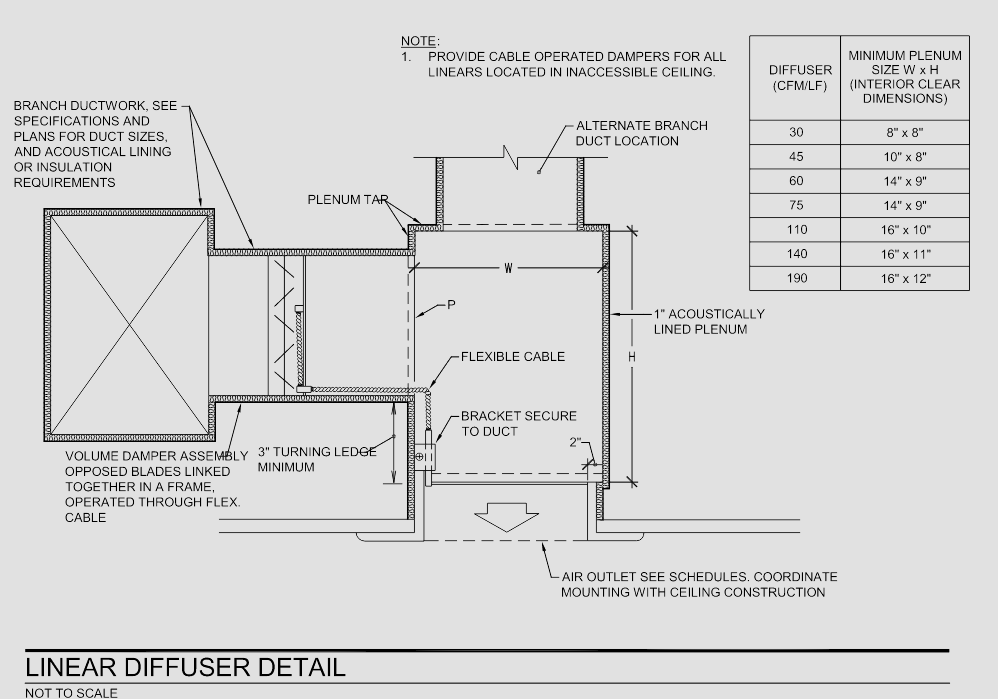 NOTE:
1. PROVIDE CABLE OPERATED DAMPERS FOR ALL
LINEARS LOCATED IN INACCESSIBLE CEILING.
DIFFUSER
(CFM/LF)
MINIMUM PLENUM
SIZE W x H
(INTERIOR CLEAR
DIMENSIONS)
30 8" x 8"
45 10" x 8"
60 14" x 9"
75 14" x 9"
110 16" x 10"
140 16" x 11"
190 16" x 12"
BRANCH DUCTWORK, SEE
SPECIFICATIONS AND
PLANS FOR DUCT SIZES,
AND ACOUSTICAL LINING
OR INSULATION
REQUIREMENTS
ALTERNATE BRANCH
DUCT LOCATION
PLENUM TAP
W
P
1" ACOUSTICALLY
LINED PLENUM
H
FLEXIBLE CABLE
BRACKET SECURE
TO DUCT
2"
3" TURNING LEDGE
MINIMUM
VOLUME DAMPER ASSEMBLY
OPPOSED BLADES LINKED
TOGETHER IN A FRAME,
OPERATED THROUGH FLEX.
CABLE
AIR OUTLET SEE SCHEDULES. COORDINATE
MOUNTING WITH CEILING CONSTRUCTION
LINEAR DIFFUSER DETAIL
NOT TO SCALE